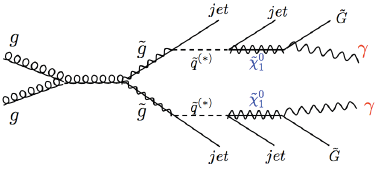 jet jet G̃
g g̃ γ
q̃(*) χ̃₁⁰
χ̃₁⁰
g g̃ q̃(*) γ
jet jet G̃